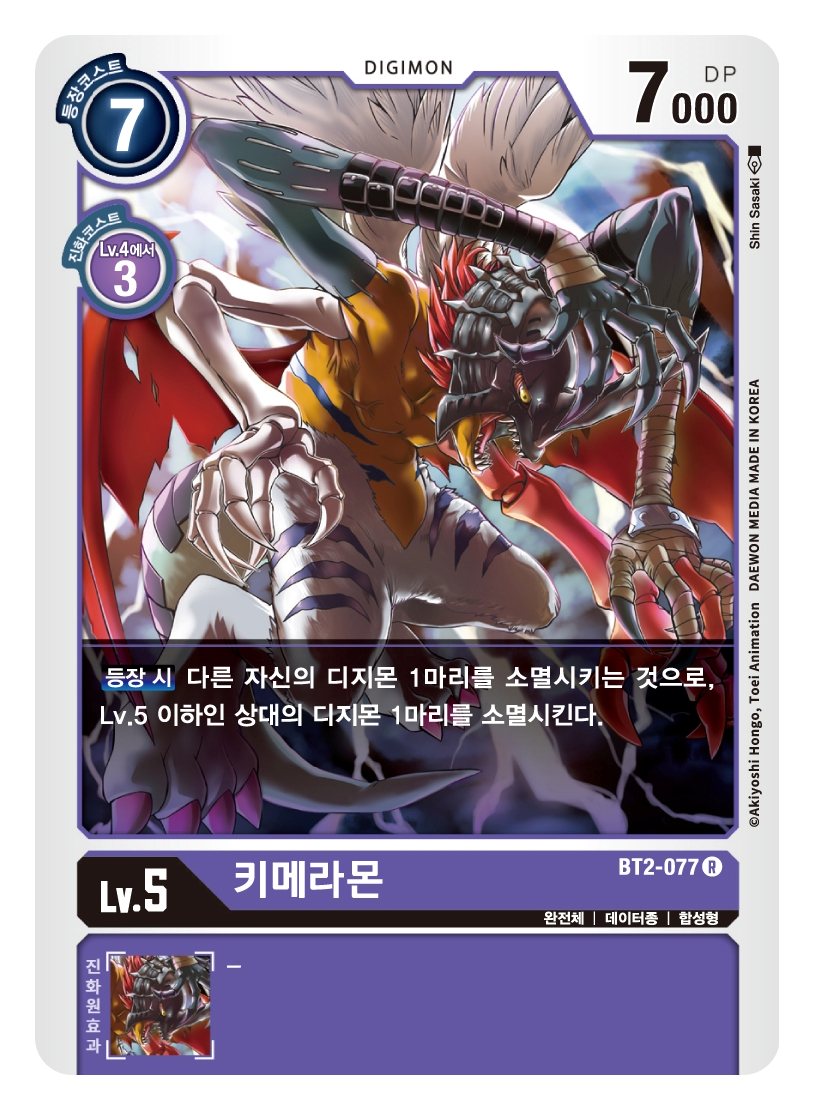 등장코스트
7
DIGIMON
7000
DP
진화코스트
Lv.4에서
3
Shin Sasaki
©Akiyoshi Hongo, Toei Animation DAEWON MEDIA MADE IN KOREA
등장 시 다른 자신의 디지몬 1마리를 소멸시키는 것으로,
Lv.5 이하인 상대의 디지몬 1마리를 소멸시킨다.
Lv.5
키메라몬
BT2-077 R
완전체 | 데이터종 | 합성형
진화원효과
–